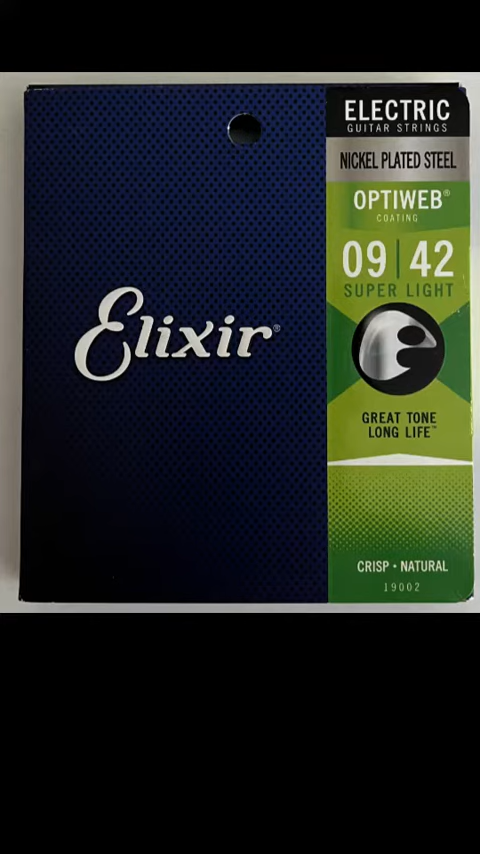 ELECTRIC
GUITAR STRINGS
NICKEL PLATED STEEL
OPTIWEB®
COATING
09|42
SUPER LIGHT
Elixir®
GREAT TONE
LONG LIFE™
CRISP • NATURAL
19002